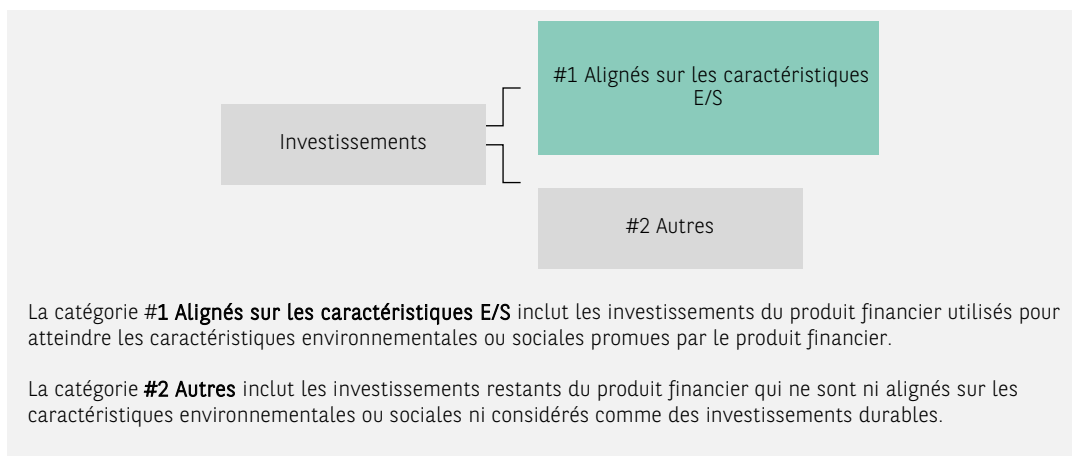 #1 Alignés sur les caractéristiques
E/S
Investissements
#2 Autres
La catégorie #1 Alignés sur les caractéristiques E/S inclut les investissements du produit financier utilisés pour
atteindre les caractéristiques environnementales ou sociales promues par le produit financier.
La catégorie #2 Autres inclut les investissements restants du produit financier qui ne sont ni alignés sur les
caractéristiques environnementales ou sociales ni considérés comme des investissements durables.